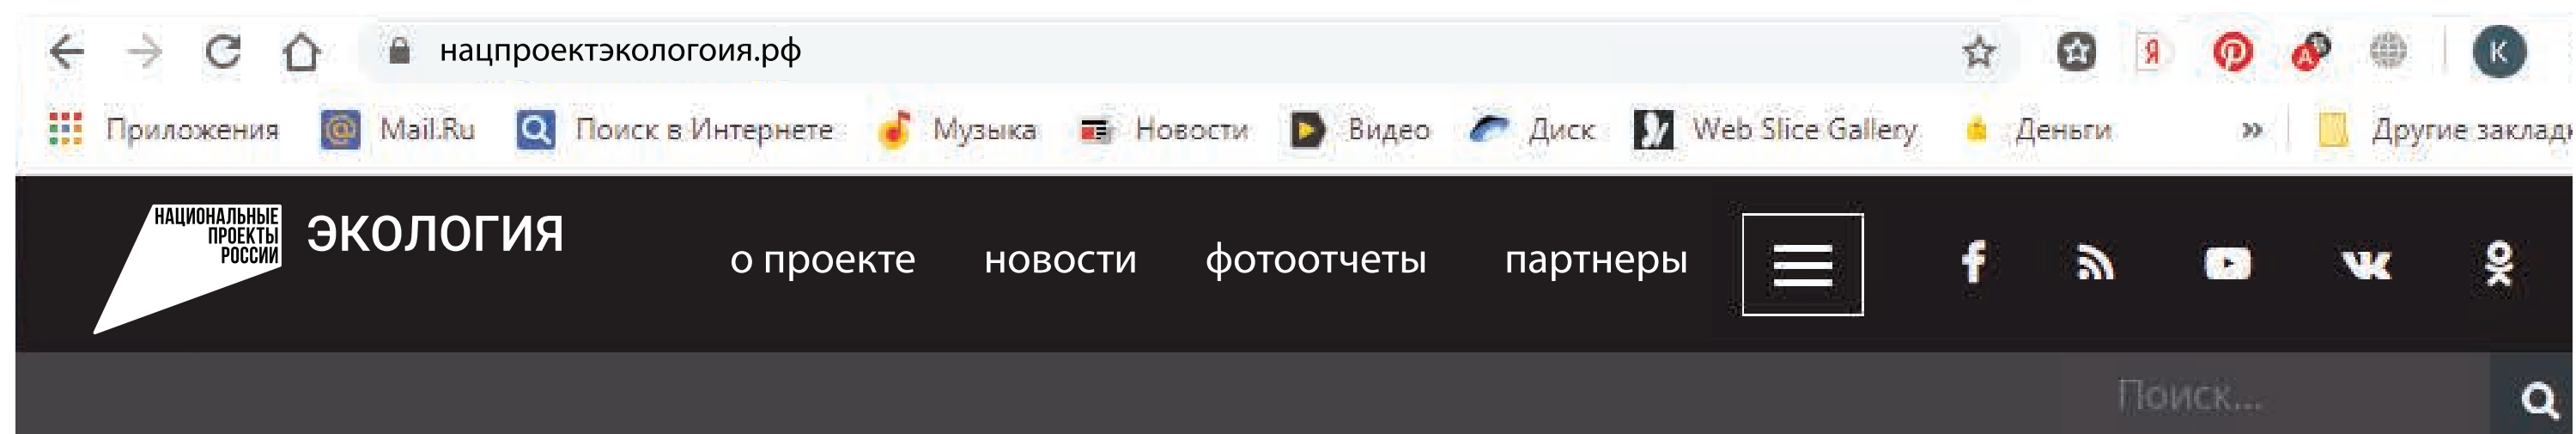 нацпроектэкологоия.рф
К
Приложения Mail.Ru Поиск в Интернете Музыка Новости Видео Диск Web Slice Gallery Деньги » Другие заклад
НАЦИОНАЛЬНЫЕ
ПРОЕКТЫ
РОССИИ
ЭКОЛОГИЯ
о проекте новости фотоотчеты партнеры
Поиск...